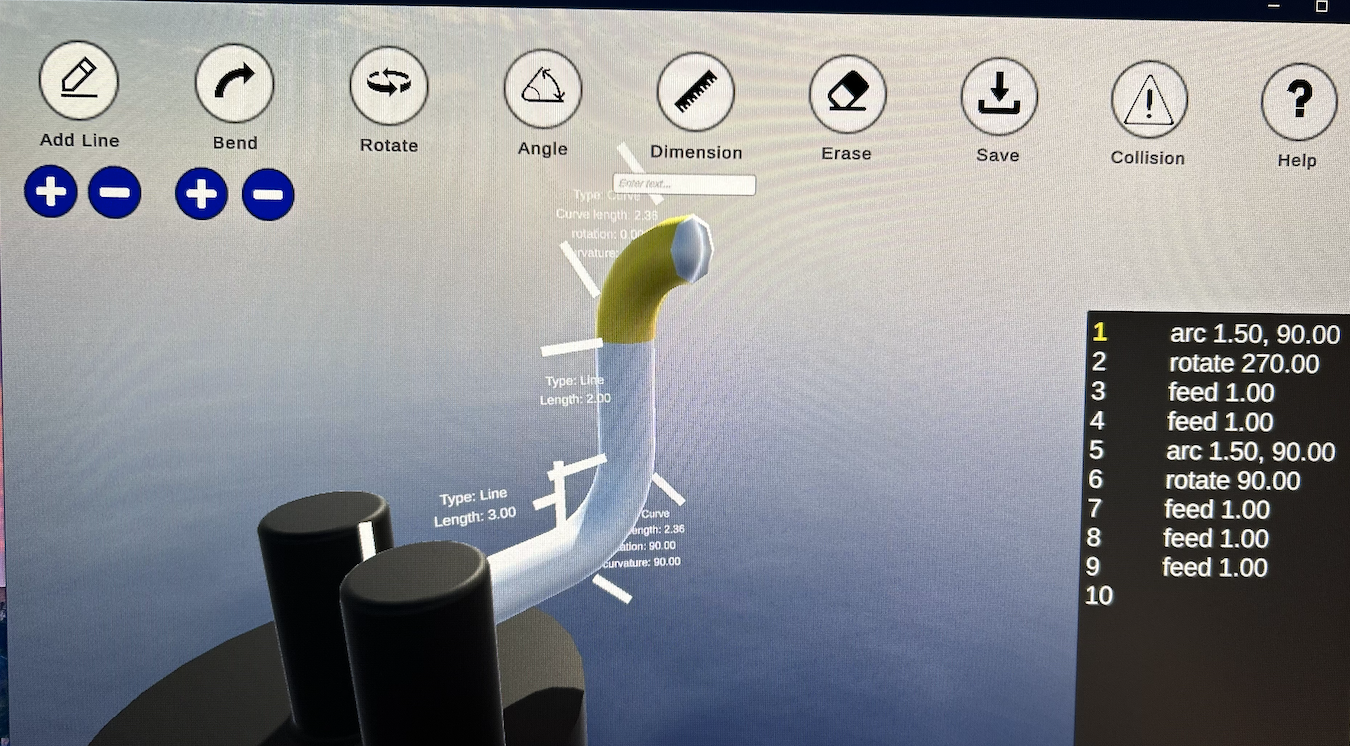 Add Line
Bend
Rotate
Angle
Dimension
Erase
Save
Collision
Help
Enter text...
Type: Curve
Curve length: 2.36
rotation: 0.00
Type: Line
Length: 2.00
Type: Line
Length: 3.00
Curve
2.36
90.00
curvature: 90.00
1 arc 1.50, 90.00
2 rotate 270.00
3 feed 1.00
4 feed 1.00
5 arc 1.50, 90.00
6 rotate 90.00
7 feed 1.00
8 feed 1.00
9 feed 1.00
10